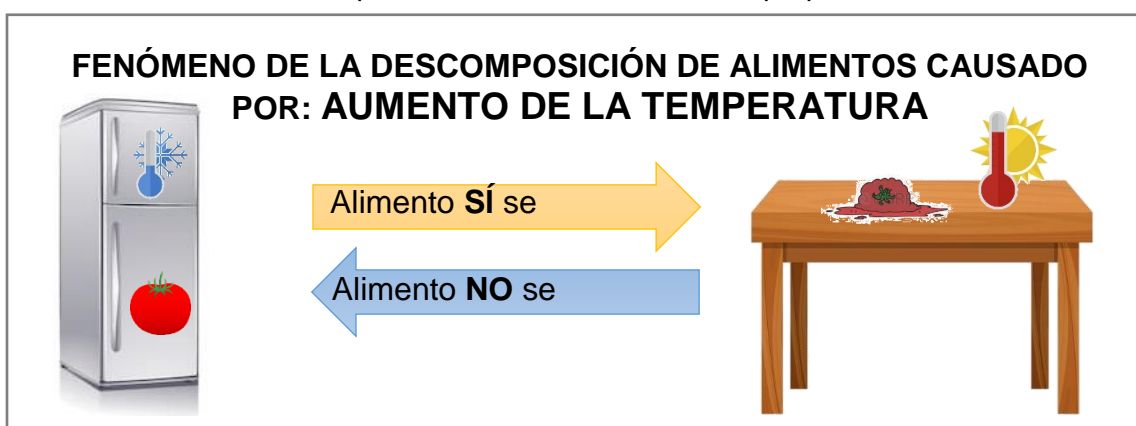 FENÓMENO DE LA DESCOMPOSICIÓN DE ALIMENTOS CAUSADO
POR: AUMENTO DE LA TEMPERATURA
Alimento SÍ se
Alimento NO se